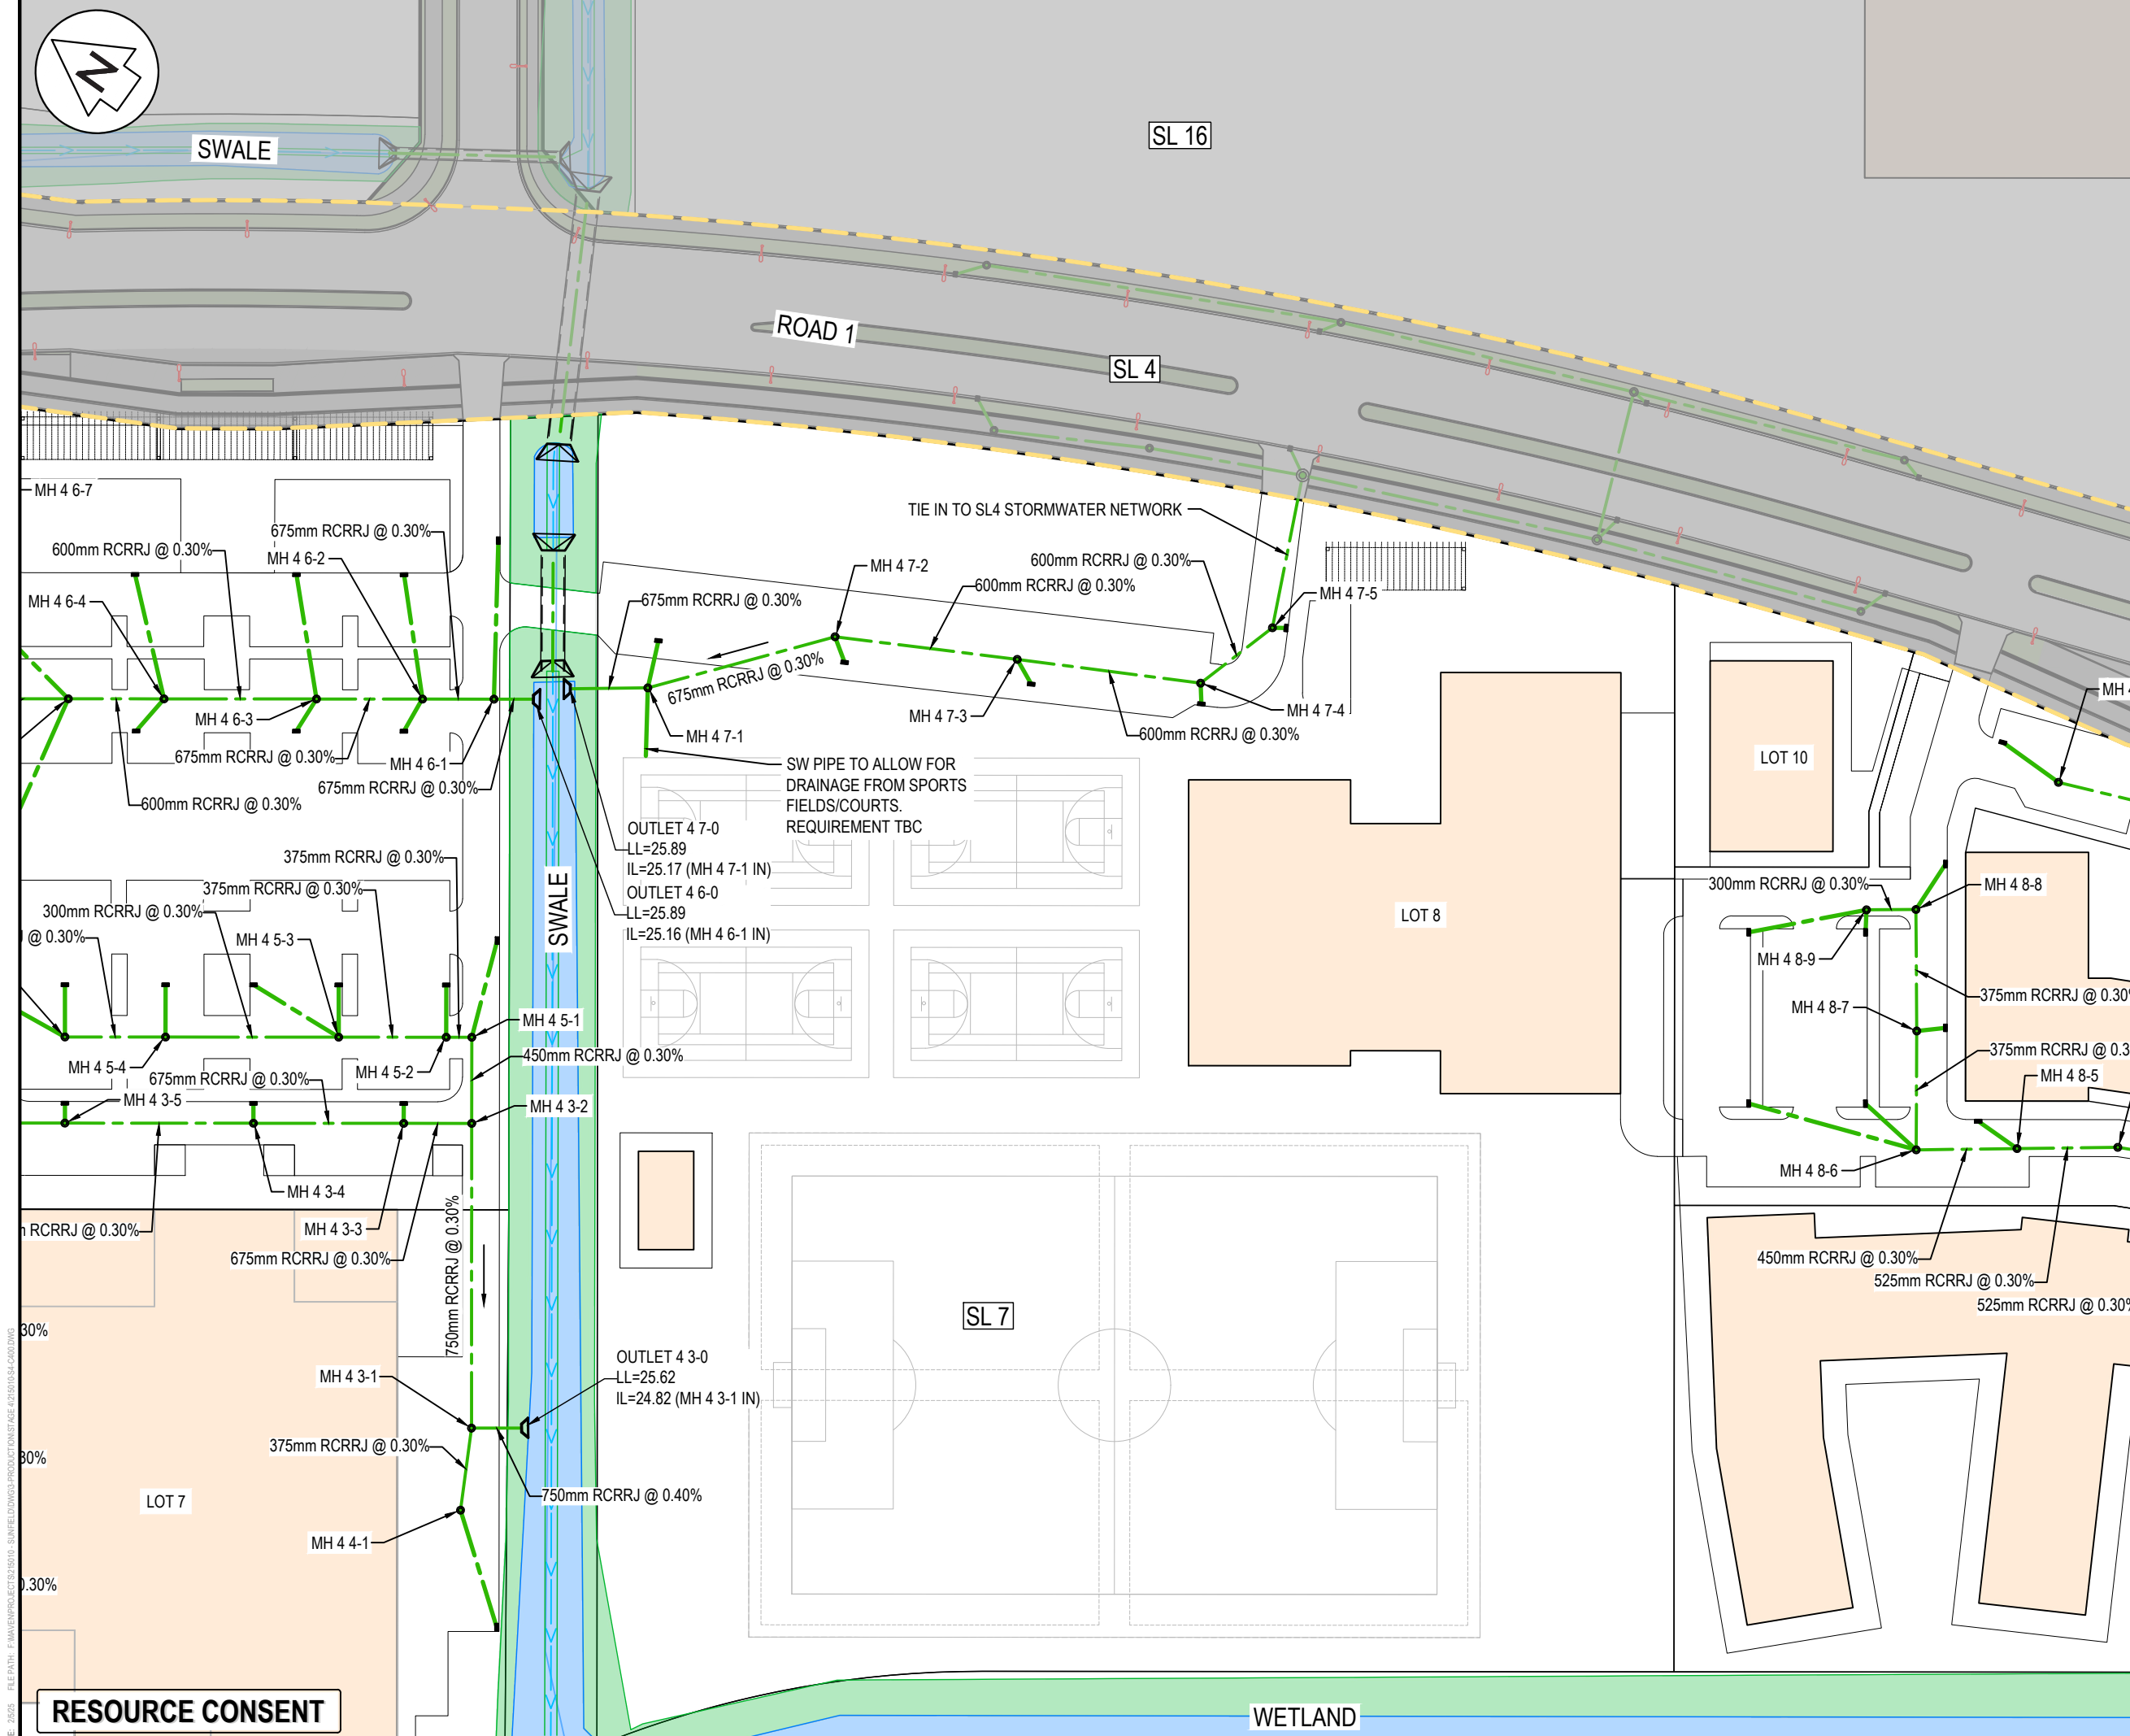 N
SWALE
SL 16
ROAD 1
SL 4
MH 4 6-7
675mm RCRRJ @ 0.30%
600mm RCRRJ @ 0.30%
MH 4 6-2
MH 4 6-4
TIE IN TO SL4 STORMWATER NETWORK
MH 4 7-2
600mm RCRRJ @ 0.30%
600mm RCRRJ @ 0.30%
675mm RCRRJ @ 0.30%
MH 4 7-5
675mm RCRRJ @ 0.30%
MH 4 6-3
MH 4 7-3
MH 4 7-4
MH 4 7-1
600mm RCRRJ @ 0.30%
675mm RCRRJ @ 0.30%
MH 4 6-1
675mm RCRRJ @ 0.30%
600mm RCRRJ @ 0.30%
SW PIPE TO ALLOW FOR
DRAINAGE FROM SPORTS
FIELDS/COURTS.
REQUIREMENT TBC
LOT 10
MH
OUTLET 4 7-0
LL=25.89
IL=25.17 (MH 4 7-1 IN)
OUTLET 4 6-0
LL=25.89
IL=25.16 (MH 4 6-1 IN)
375mm RCRRJ @ 0.30%
375mm RCRRJ @ 0.30%
300mm RCRRJ @ 0.30%
@ 0.30%
MH 4 5-3
SWALE
LOT 8
300mm RCRRJ @ 0.30%
MH 4 8-8
MH 4 8-9
375mm RCRRJ @ 0.30%
MH 4 8-7
375mm RCRRJ @ 0.3
MH 4 8-5
MH 4 5-1
450mm RCRRJ @ 0.30%
MH 4 5-4
MH 4 5-2
675mm RCRRJ @ 0.30%
MH 4 3-5
MH 4 3-2
MH 4 8-6
MH 4 3-4
RCRRJ @ 0.30%
MH 4 3-3
675mm RCRRJ @ 0.30%
750mm RCRRJ @ 0.30%
450mm RCRRJ @ 0.30%
525mm RCRRJ @ 0.30%
525mm RCRRJ @ 0.30%
SL 7
30%
OUTLET 4 3-0
LL=25.62
IL=24.82 (MH 4 3-1 IN)
MH 4 3-1
375mm RCRRJ @ 0.30%
30%
750mm RCRRJ @ 0.40%
LOT 7
MH 4 4-1
0.30%
RESOURCE CONSENT
WETLAND